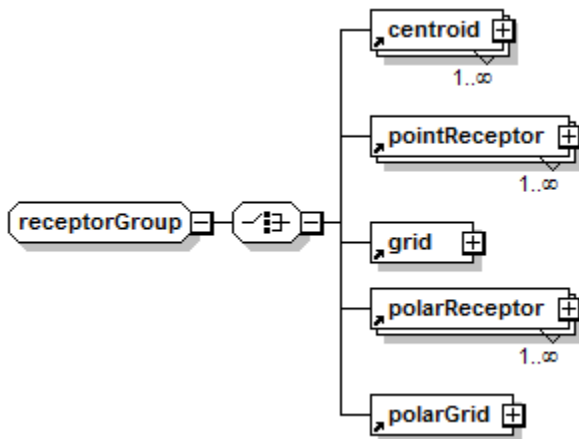 centroid
1..∞
pointReceptor
1..∞
receptorGroup
grid
polarReceptor
1..∞
polarGrid